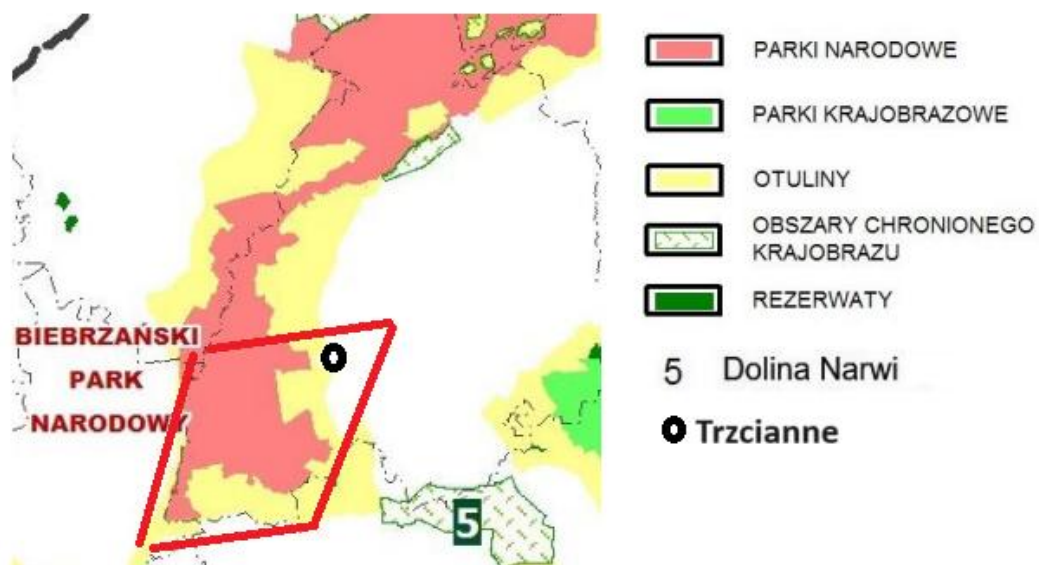 BIEBRZAŃSKI
PARK
NARODOWY
5
PARKI NARODOWE
PARKI KRAJOBRAZOWE
OTULINY
OBSZARY CHRONIONEGO
KRAJOBRAZU
REZERWATY
5 Dolina Narwi
Trzcianne